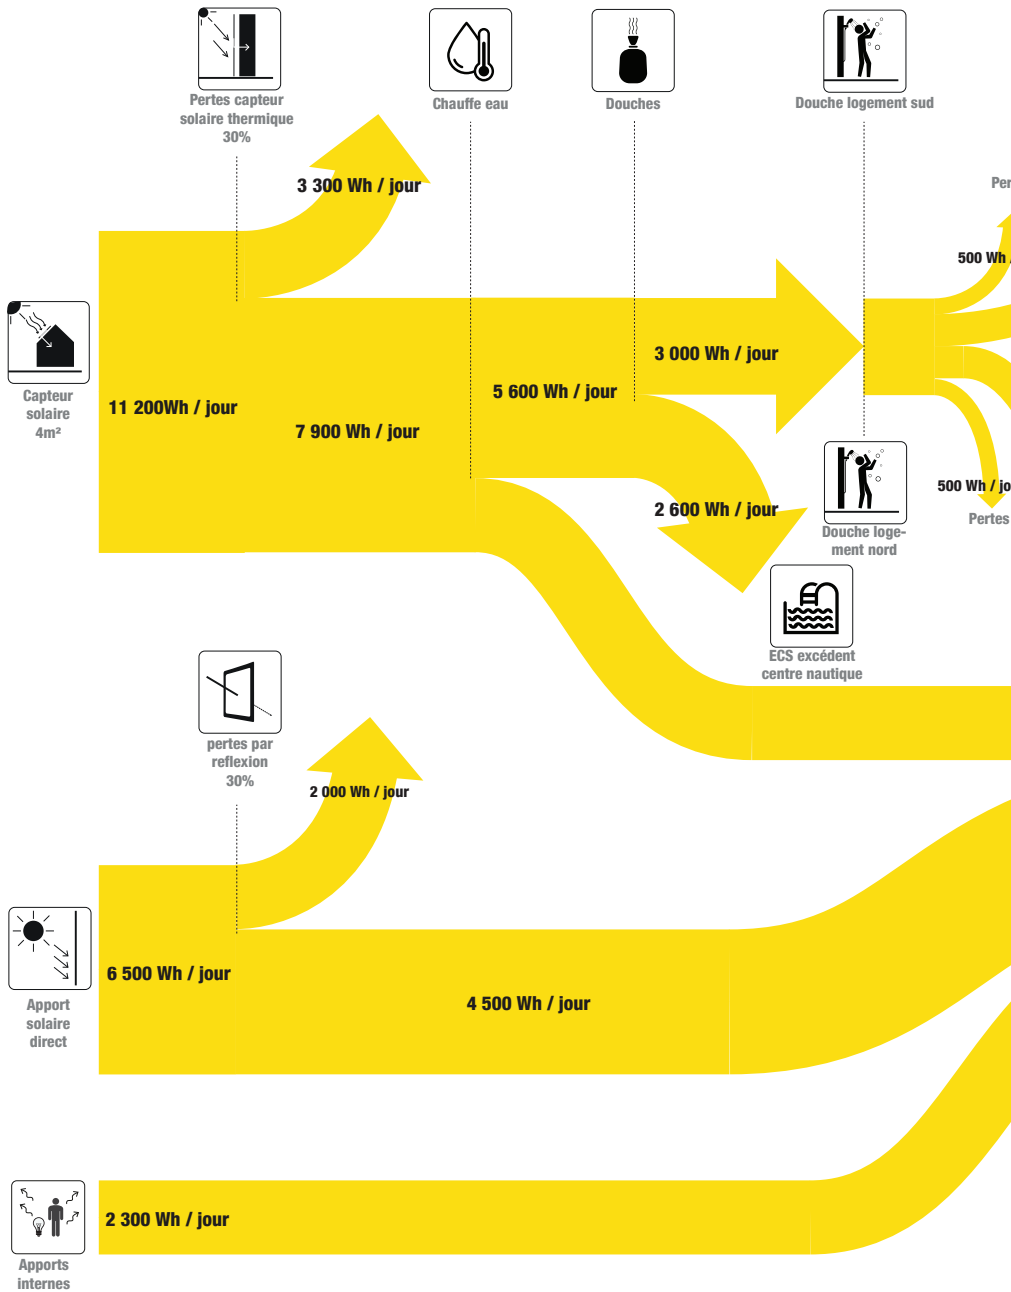 Pertes capteur
solaire thermique
30%
Chauffe eau
Douches
Douche logement sud
3 300 Wh / jour
500 Wh /
Capteur
solaire
4m²
11 200Wh / jour
7 900 Wh / jour
5 600 Wh / jour
3 000 Wh / jour
2 600 Wh / jour
Douche loge-
ment nord
500 Wh / jo
Pertes
ECS excédent
centre nautique
pertes par
reflexion
30%
2 000 Wh / jour
Apport
solaire
direct
6 500 Wh / jour
4 500 Wh / jour
Apports
internes
2 300 Wh / jour